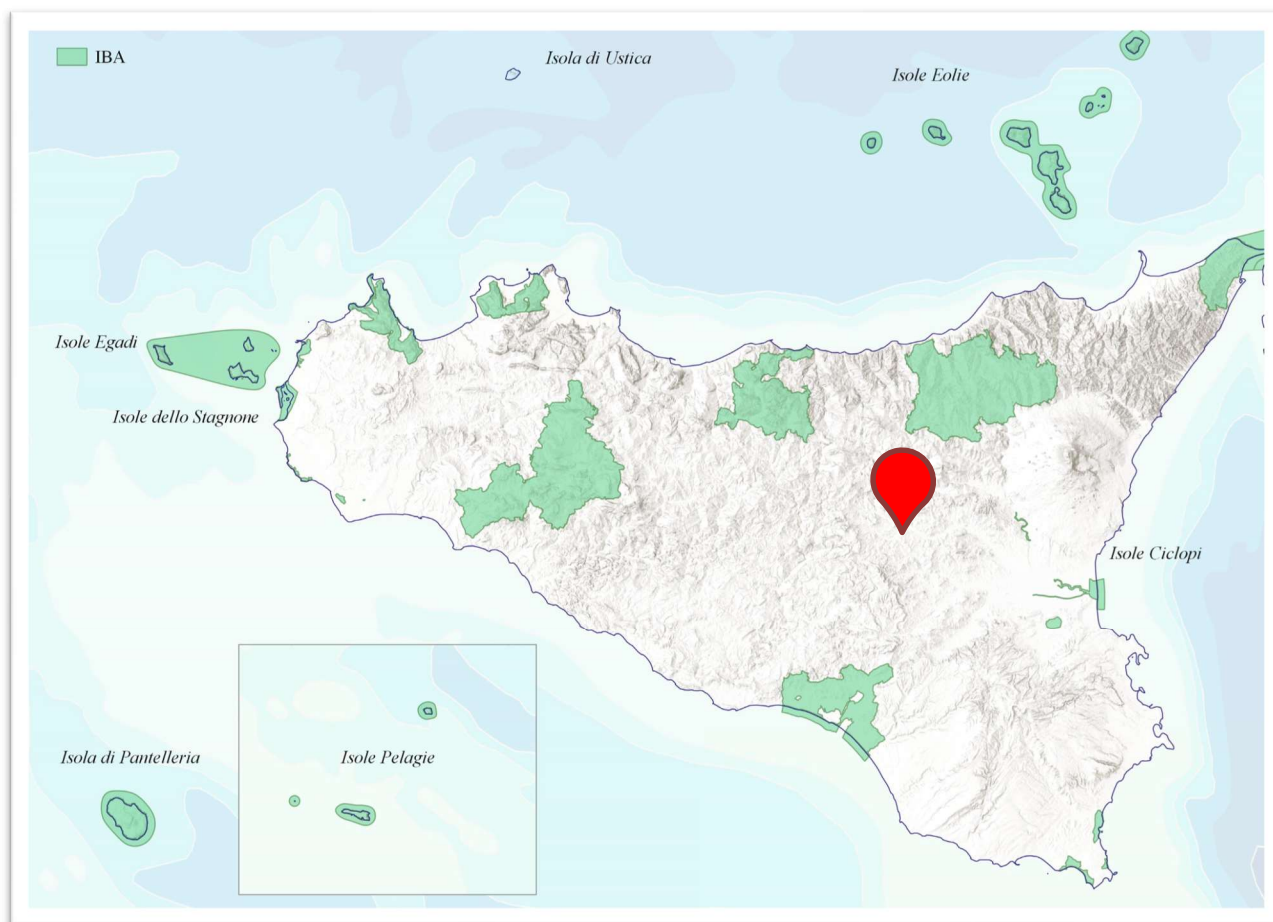 IBA
Isola di Ustica
Isole Eolie
Isole Egadi
Isole dello Stagnone
Isole Ciclopi
Isola di Pantelleria
Isole Pelagie